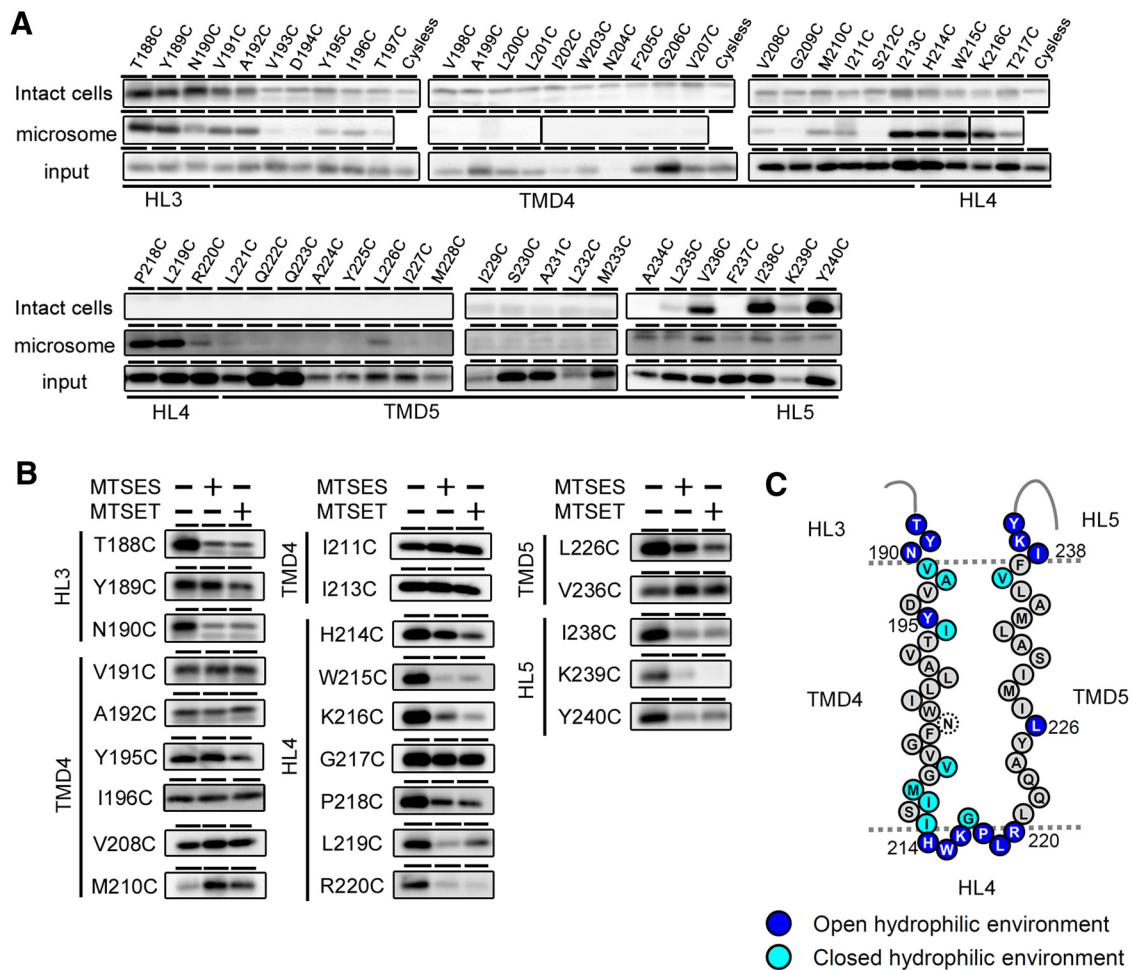 A
T188C Y189C N190C V191C A192C V193C D194C Y195C I196C T197C Cysless
V198C A199C L200C L201C I202C W203C N204C F205C G206C V207C Cysless
V208C G209C M210C I211C S212C I213C H214C W215C K216C T217C Cysless
Intact cells
microsome
input
HL3 TMD4 HL4
P218C L219C R220C L221C Q222C Q223C A224C Y225C L226C I227C M228C
I229C S230C A231C L232C M233C
A234C L235C V236C F237C I238C K239C Y240C
Intact cells
microsome
input
HL4 TMD5 HL5
B
MTSES − + −
MTSET − − +
HL3
T188C
Y189C
N190C
TMD4
V191C
A192C
Y195C
I196C
V208C
M210C
MTSES − + −
MTSET − − +
TMD4
I211C
I213C
HL4
H214C
W215C
K216C
G217C
P218C
L219C
R220C
MTSES − + −
MTSET − − +
TMD5
L226C
V236C
HL5
I238C
K239C
Y240C
C
HL3
T
Y
190 N
V
A
V
D
195 Y
I
T
V
A
L
L
I
W
N
F
G
V
V
G
M
I
S
I
214 H
W
K
G
P
L
R 220
L
Q
Q
A
Y
L 226
I
M
I
S
A
L
M
A
L
V
F
I 238
K
Y
HL5
TMD4
TMD5
HL4
Open hydrophilic environment
Closed hydrophilic environment